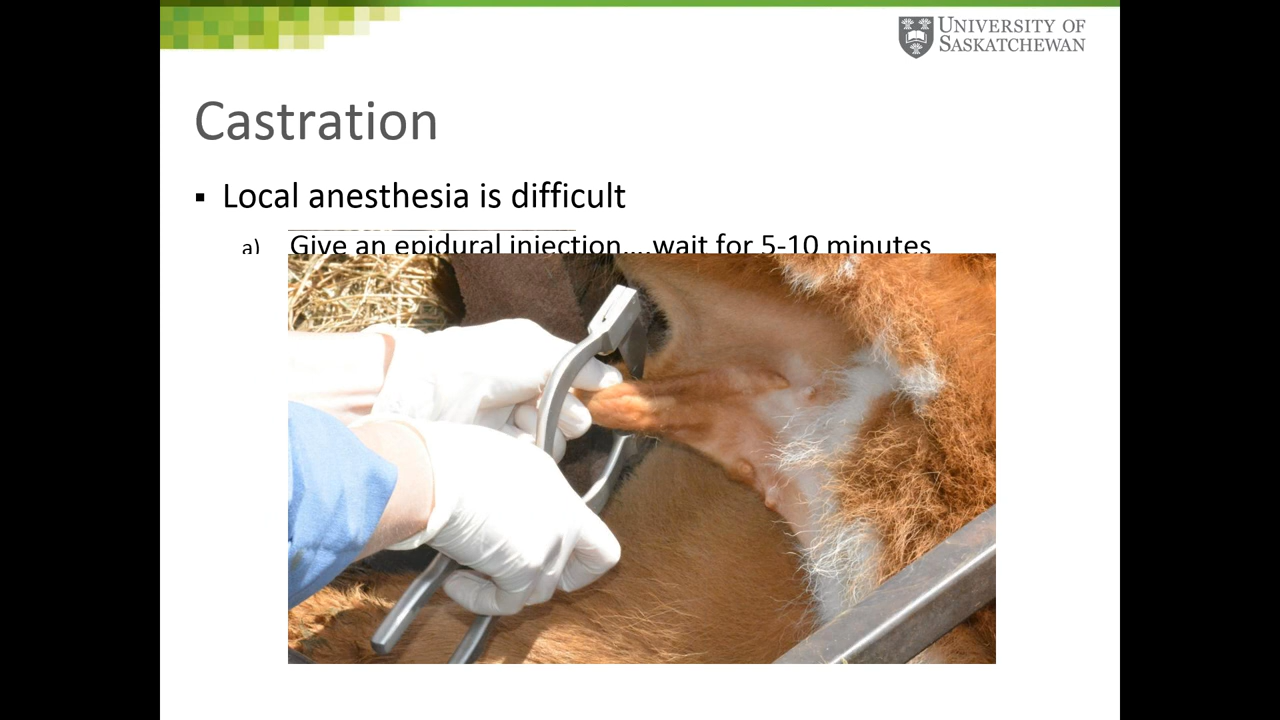 UNIVERSITY OF
SASKATCHEWAN
Castration
▪ Local anesthesia is difficult
a) Give an epidural injection....wait for 5-10 minutes